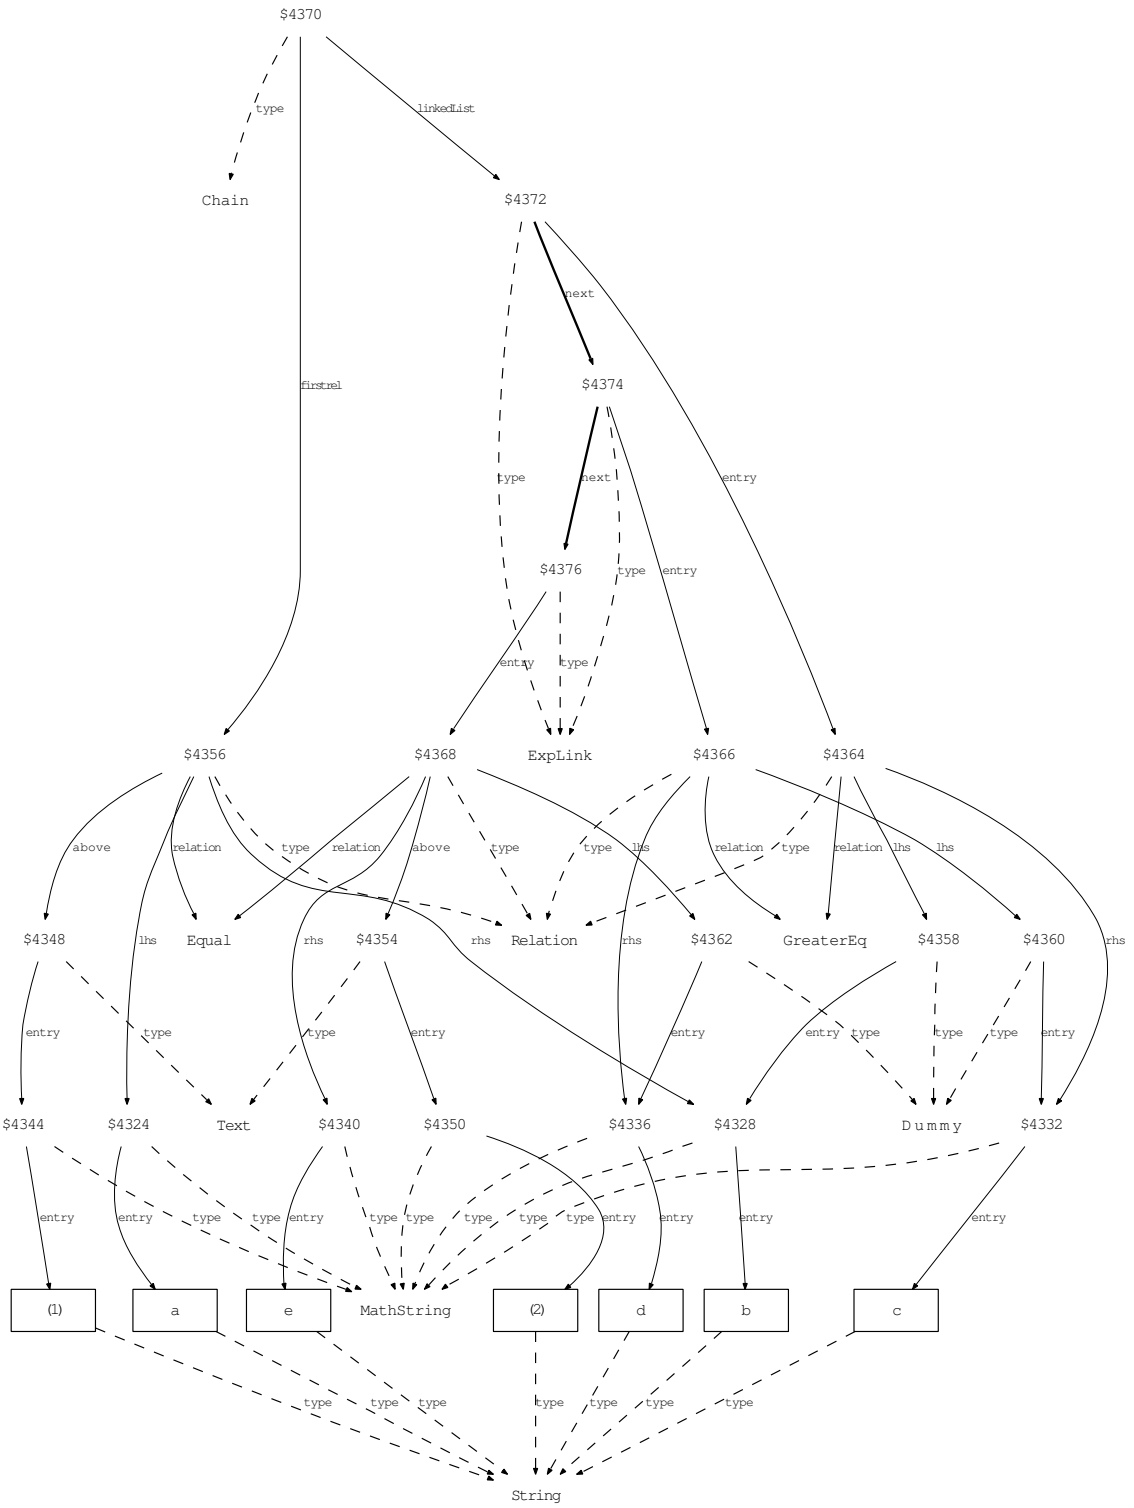 $4370
type
linkedList
Chain
$4372
next
firstrel
$4374
type
next
entry
$4376
type
entry
entry
type
$4356
$4368
ExpLink
$4366
$4364
above
relation
type
relation
above
type
type
lhs
relation
type
relation
lhs
lhs
$4348
Equal
lhs
rhs
$4354
rhs
Relation
rhs
$4362
GreaterEq
$4358
$4360
rhs
entry
type
type
entry
entry
entry
type
type
type
entry
$4344
$4324
Text
$4340
$4350
$4336
$4328
Dummy
$4332
entry
entry
type
type
entry
type
type
type
type
type
entry
entry
entry
entry
(1)
a
e
MathString
(2)
d
b
c
type
type
type
type
type
type
type
String